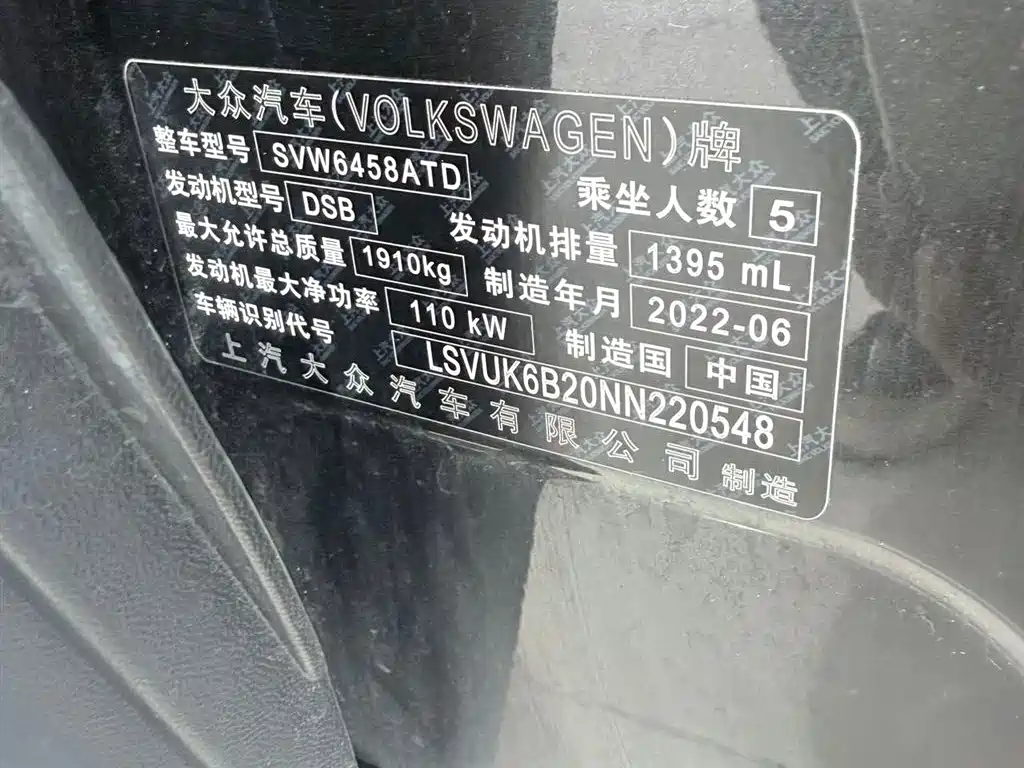 大众汽车(VOLKSWAGEN)牌
整车型号 SVW6458ATD 乘坐人数 5
发动机型号 DSB 发动机排量 1395 mL
最大允许总质量 1910kg 制造年月 2022-06
发动机最大净功率 110 kW 制造国 中国
车辆识别代号 LSVUK6B20NN220548
上汽大众汽车有限公司制造